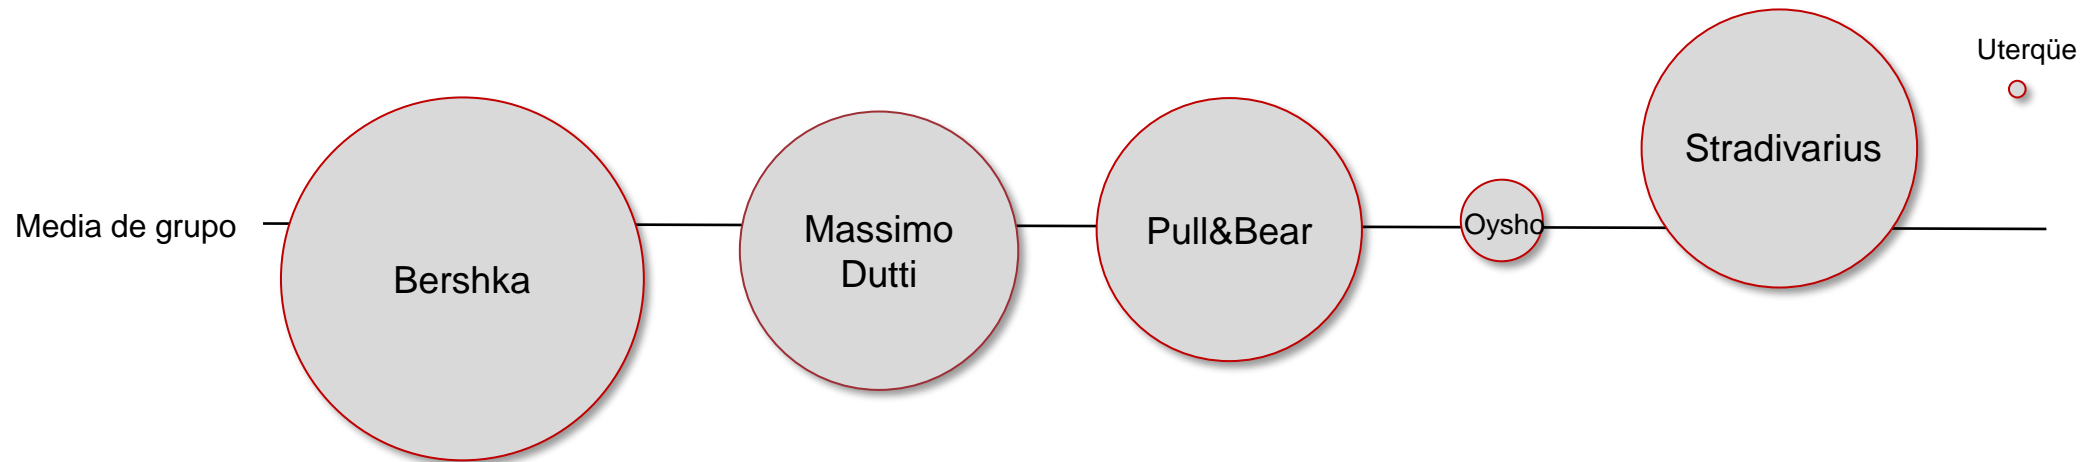 Media de grupo
Bershka
Massimo
Dutti
Pull&Bear
Oysho
Stradivarius
Uterqüe